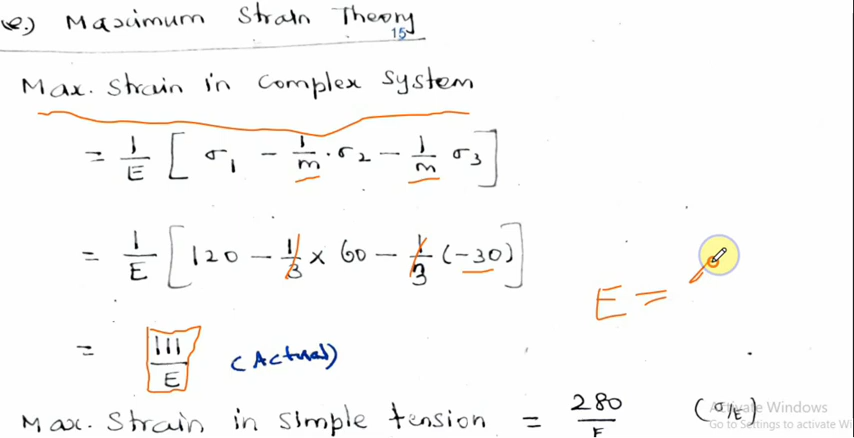 (e.) Maximum Strain Theory
15
Max. Strain in complex system
= 1/E [ σ1 - 1/m · σ2 - 1/m σ3 ]
= 1/E [ 120 - 1/3 × 60 - 1/3 (-30) ]
E =
= 111/E (Actual)
Max. Strain in simple tension = 280/E (σ/E)
Activate Windows
Go to Settings to activate Wi